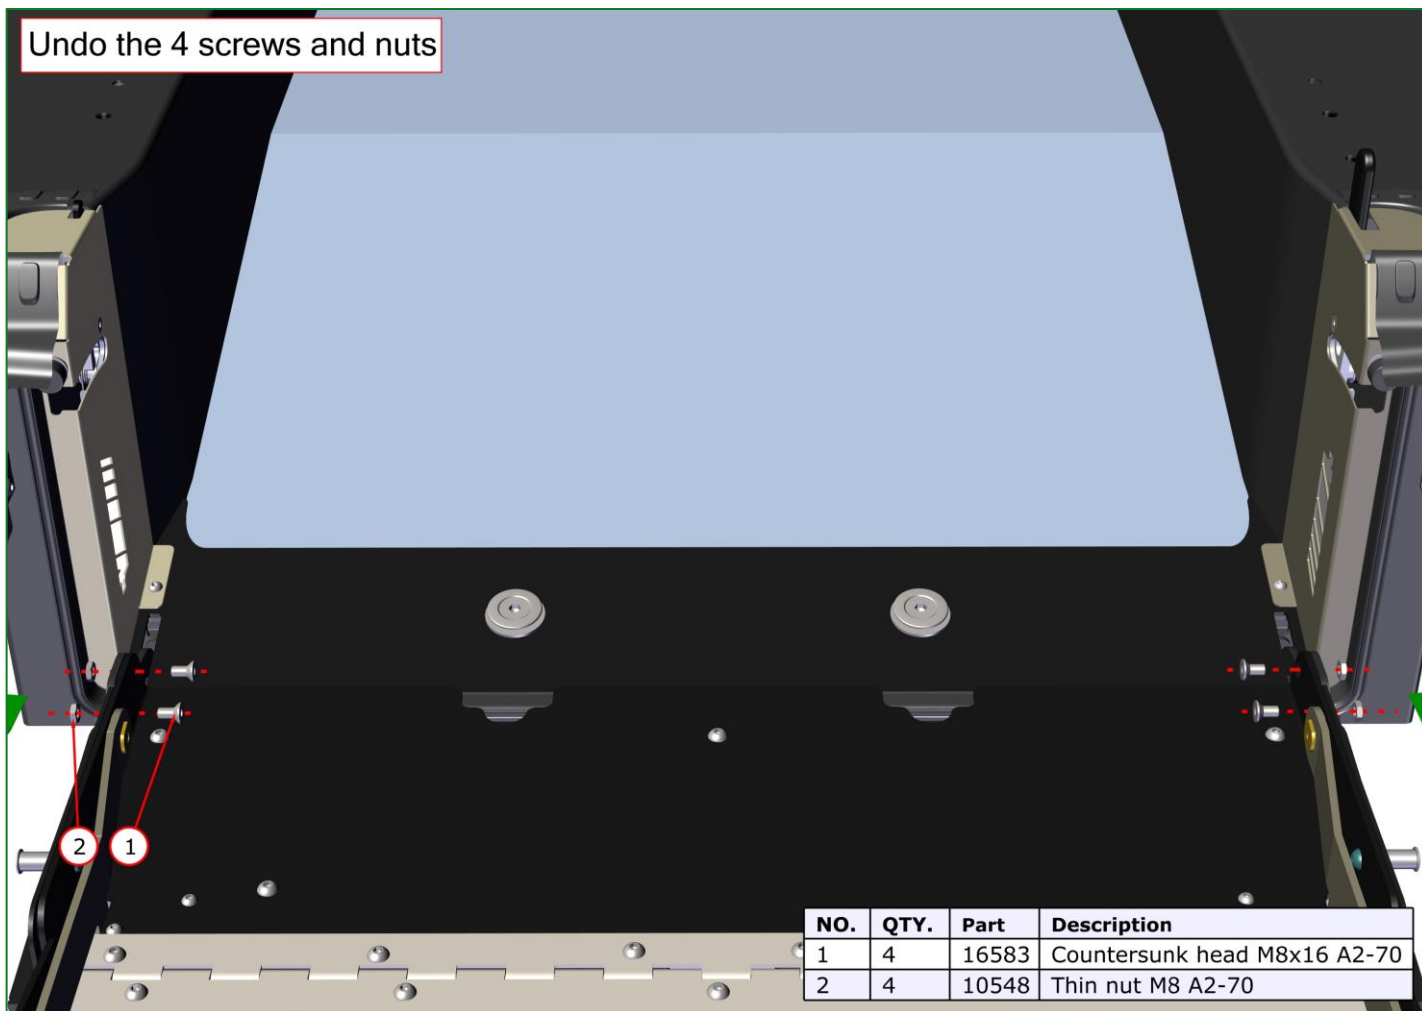 Undo the 4 screws and nuts
2 1
NO. QTY. Part Description
1 4 16583 Countersunk head M8x16 A2-70
2 4 10548 Thin nut M8 A2-70